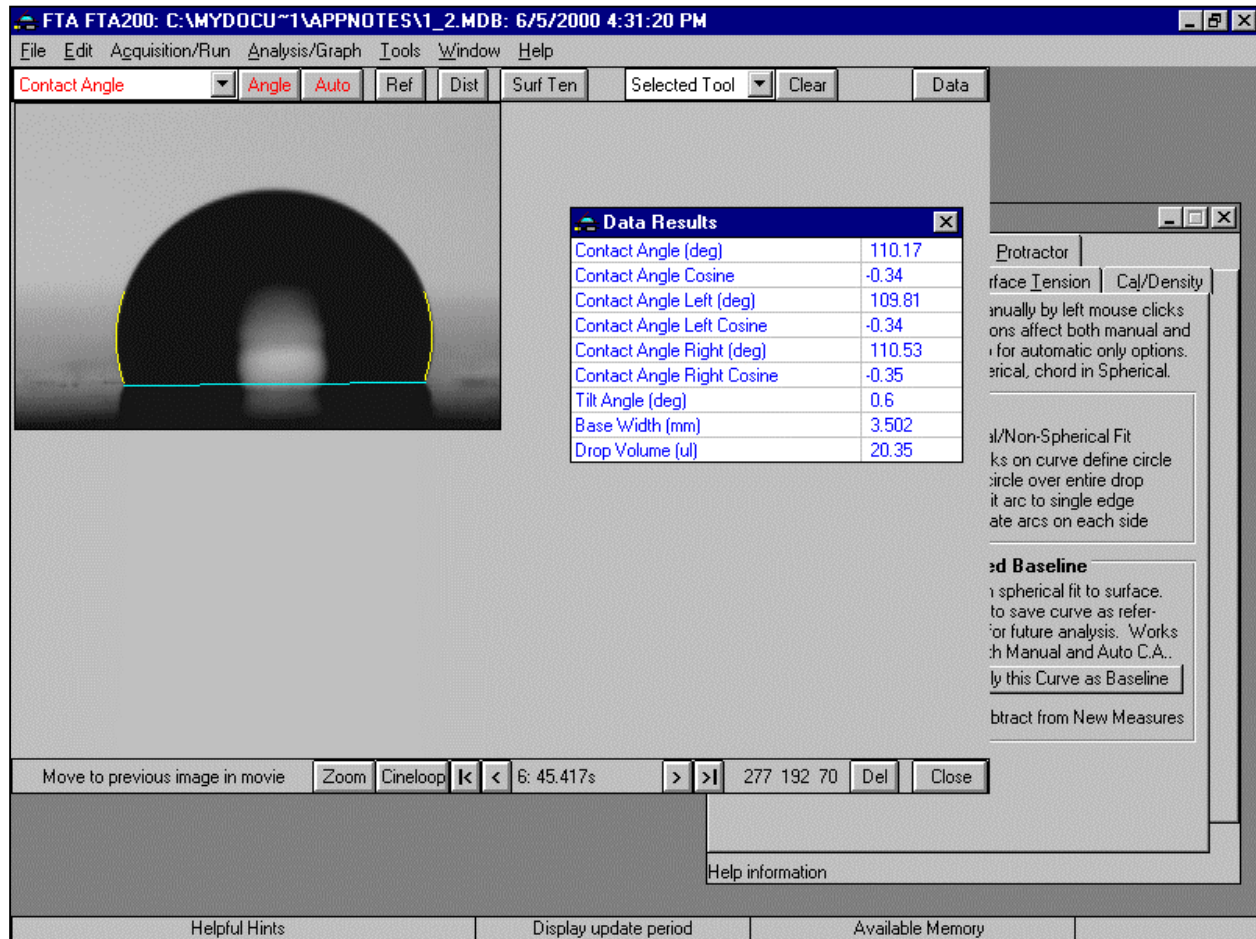 FTA FTA200: C:\MYDOCU~1\APPNOTES\1_2.MDB: 6/5/2000 4:31:20 PM
File Edit Acquisition/Run Analysis/Graph Tools Window Help
Contact Angle Angle Auto Ref Dist Surf Ten Selected Tool Clear Data
Data Results
Contact Angle (deg) 110.17
Contact Angle Cosine -0.34
Contact Angle Left (deg) 109.81
Contact Angle Left Cosine -0.34
Contact Angle Right (deg) 110.53
Contact Angle Right Cosine -0.35
Tilt Angle (deg) 0.6
Base Width (mm) 3.502
Drop Volume (ul) 20.35
Protractor
rface Tension Cal/Density
anually by left mouse clicks
ons affect both manual and
for automatic only options.
erical, chord in Spherical.
al/Non-Spherical Fit
ks on curve define circle
circle over entire drop
it arc to single edge
ate arcs on each side
ed Baseline
spherical fit to surface.
to save curve as refer-
for future analysis. Works
th Manual and Auto C.A..
ly this Curve as Baseline
btract from New Measures
Move to previous image in movie Zoom Cineloop |< < 6: 45.417s > >| 277 192 70 Del Close
Help information
Helpful Hints Display update period Available Memory